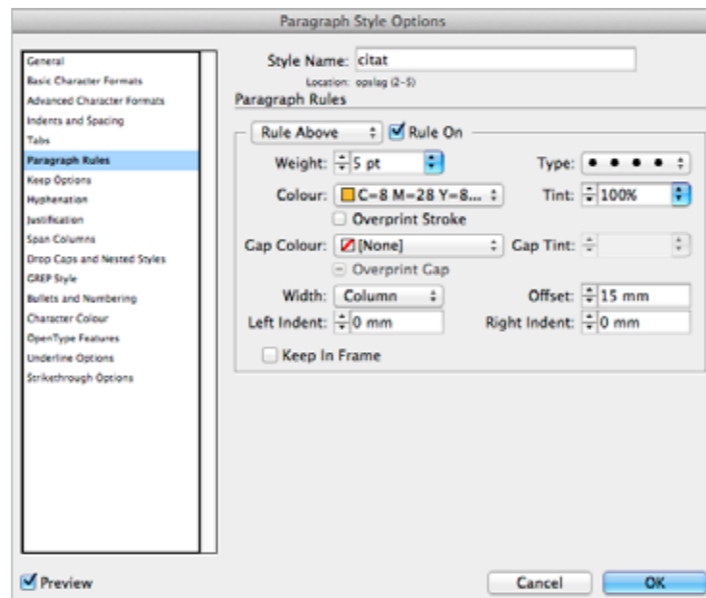 Paragraph Style Options
General
Basic Character Formats
Advanced Character Formats
Indents and Spacing
Tabs
Paragraph Rules
Keep Options
Hyphenation
Justification
Span Columns
Drop Caps and Nested Styles
GREP Style
Bullets and Numbering
Character Colour
OpenType Features
Underline Options
Strikethrough Options
Style Name: citat
Location: opslag (2-5)
Paragraph Rules
Rule Above Rule On
Weight: 5 pt Type:
Colour: C=8 M=28 Y=8... Tint: 100%
Overprint Stroke
Gap Colour: [None] Gap Tint:
Overprint Gap
Width: Column Offset: 15 mm
Left Indent: 0 mm Right Indent: 0 mm
Keep In Frame
Preview Cancel OK